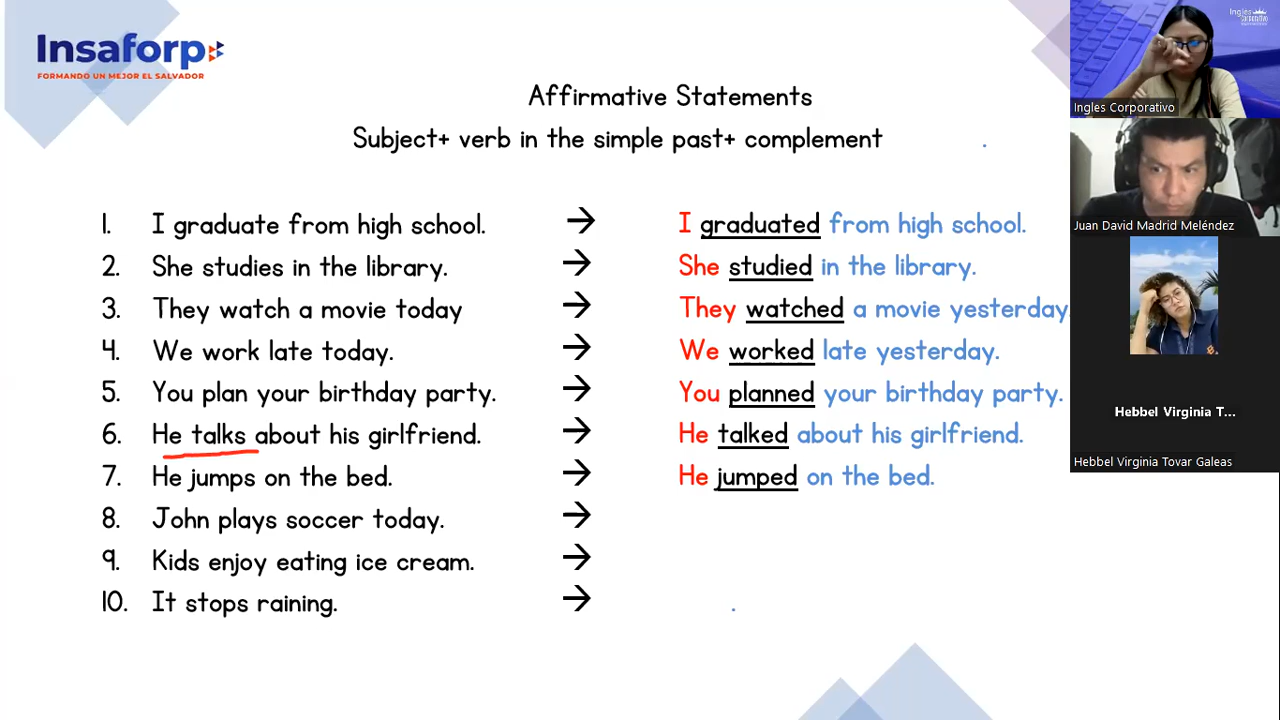 Insaforp
FORMANDO UN MEJOR EL SALVADOR
Affirmative Statements
Subject+ verb in the simple past+ complement .
1. I graduate from high school. → I graduated from high school.
2. She studies in the library. → She studied in the library.
3. They watch a movie today → They watched a movie yesterday.
4. We work late today. → We worked late yesterday.
5. You plan your birthday party. → You planned your birthday party.
6. He talks about his girlfriend. → He talked about his girlfriend.
7. He jumps on the bed. → He jumped on the bed.
8. John plays soccer today. →
9. Kids enjoy eating ice cream. →
10. It stops raining. → .
Ingles
Corporativo
Ingles Corporativo
Juan David Madrid Meléndez
Hebbel Virginia T...
Hebbel Virginia Tovar Galeas